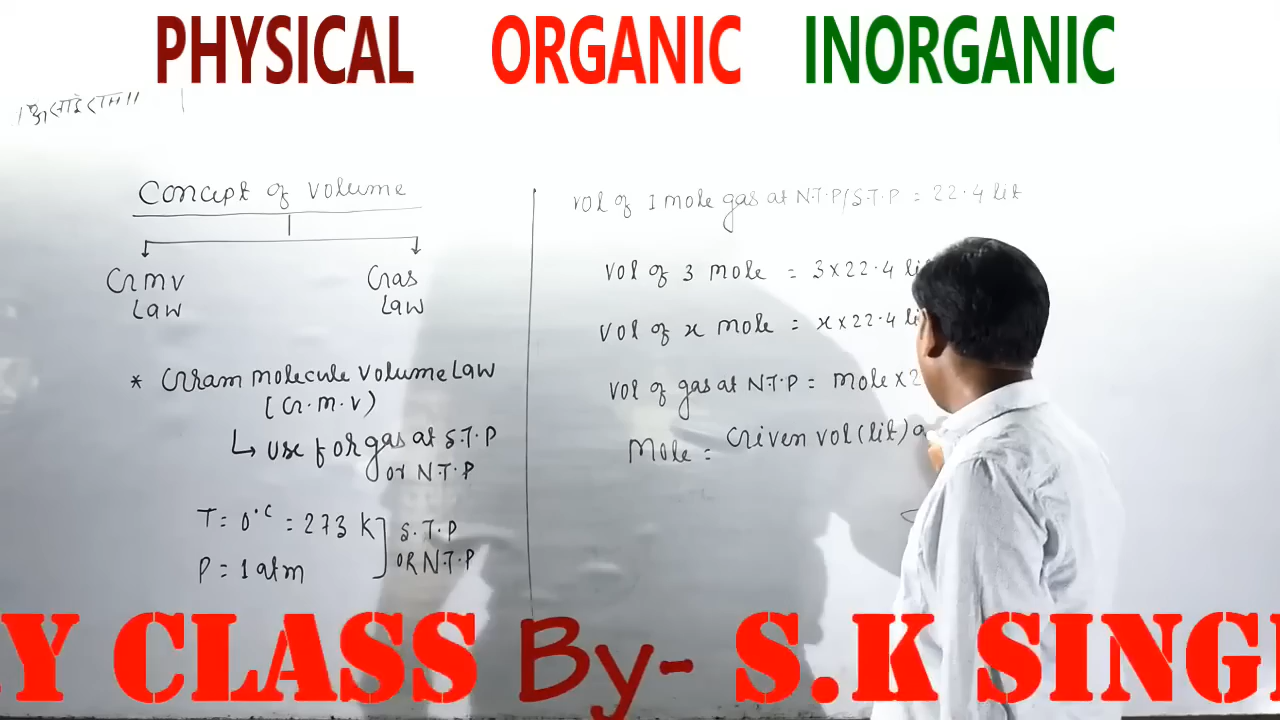 PHYSICAL ORGANIC INORGANIC
Concept of volume
GMV Law
Gas Law
* Gram molecule volume Law
[G.M.V)
↳ use for gas at S.T.P
or N.T.P
T = 0°C = 273 K
P = 1 atm
S.T.P
OR N.T.P
vol of 1 mole gas at N.T.P/S.T.P = 22.4 lit
vol of 3 mole = 3 x 22.4 lit
vol of x mole = x x 22.4 li
vol of gas at N.T.P = mole x 2
Mole = Given vol (lit) a
Y CLASS By- S.K SING